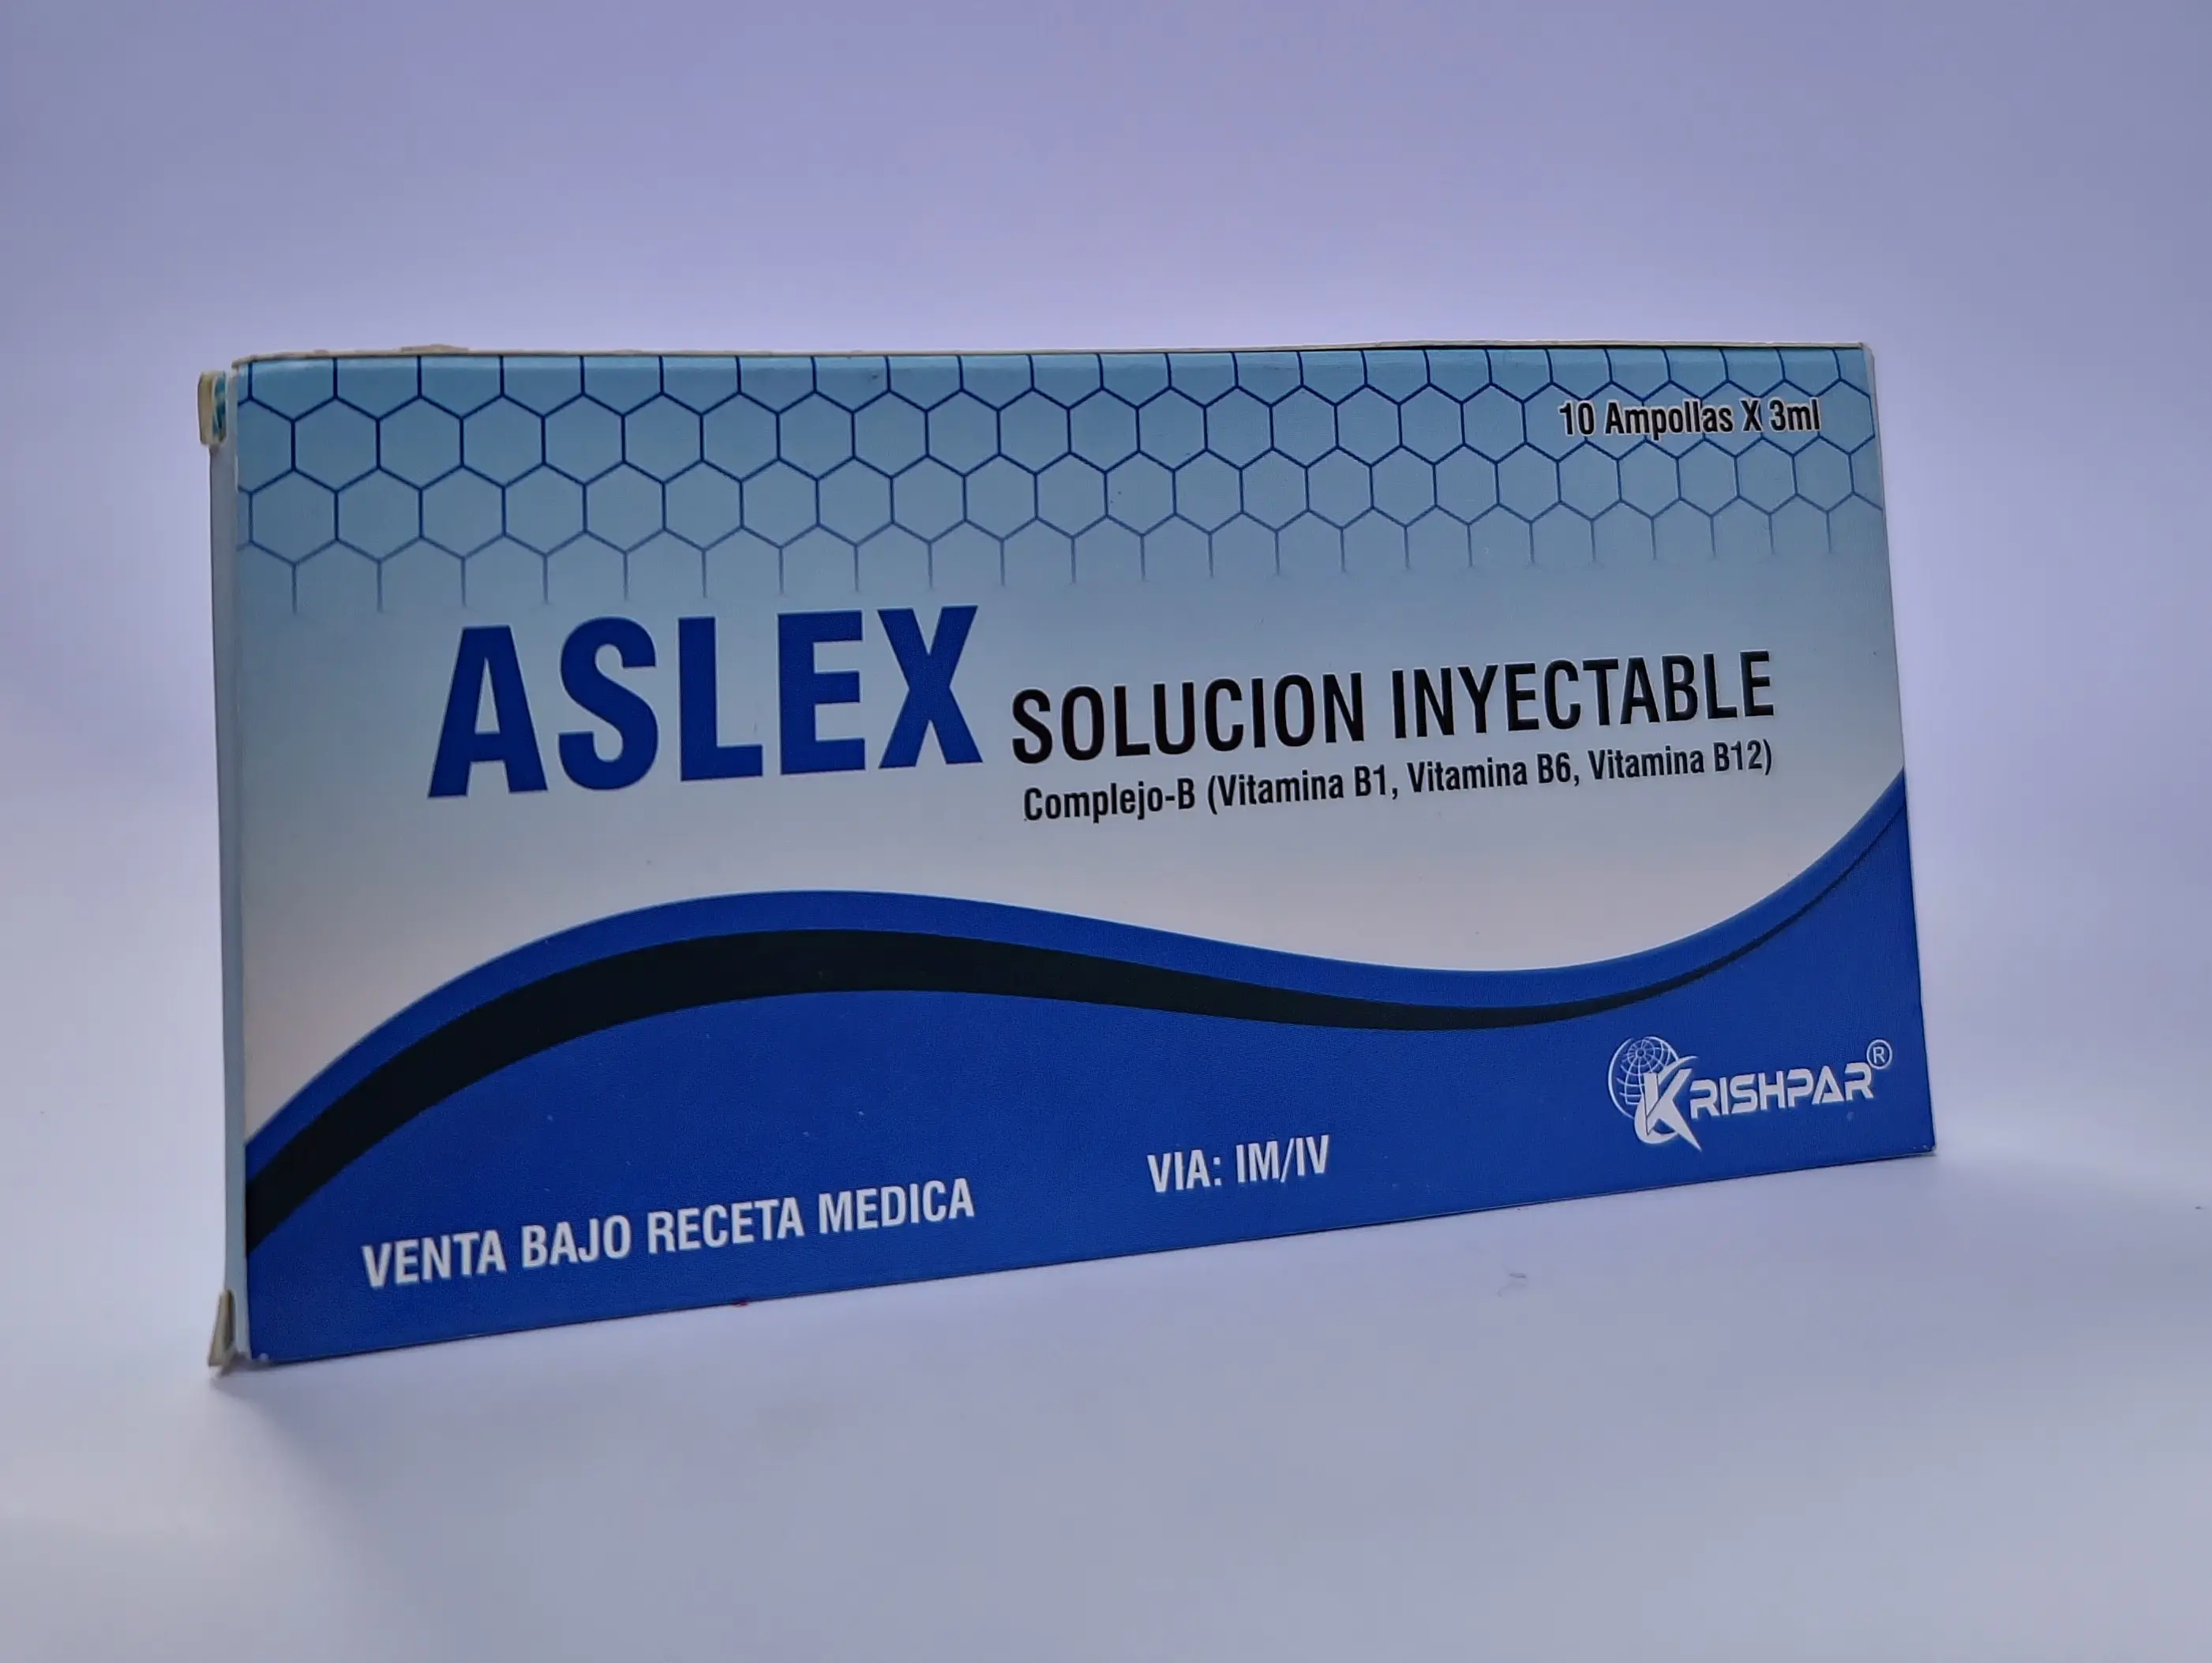 10 Ampollas X 3ml
ASLEX SOLUCION INYECTABLE
Complejo-B (Vitamina B1, Vitamina B6, Vitamina B12)
KRISHPAR®
VENTA BAJO RECETA MEDICA
VIA: IM/IV